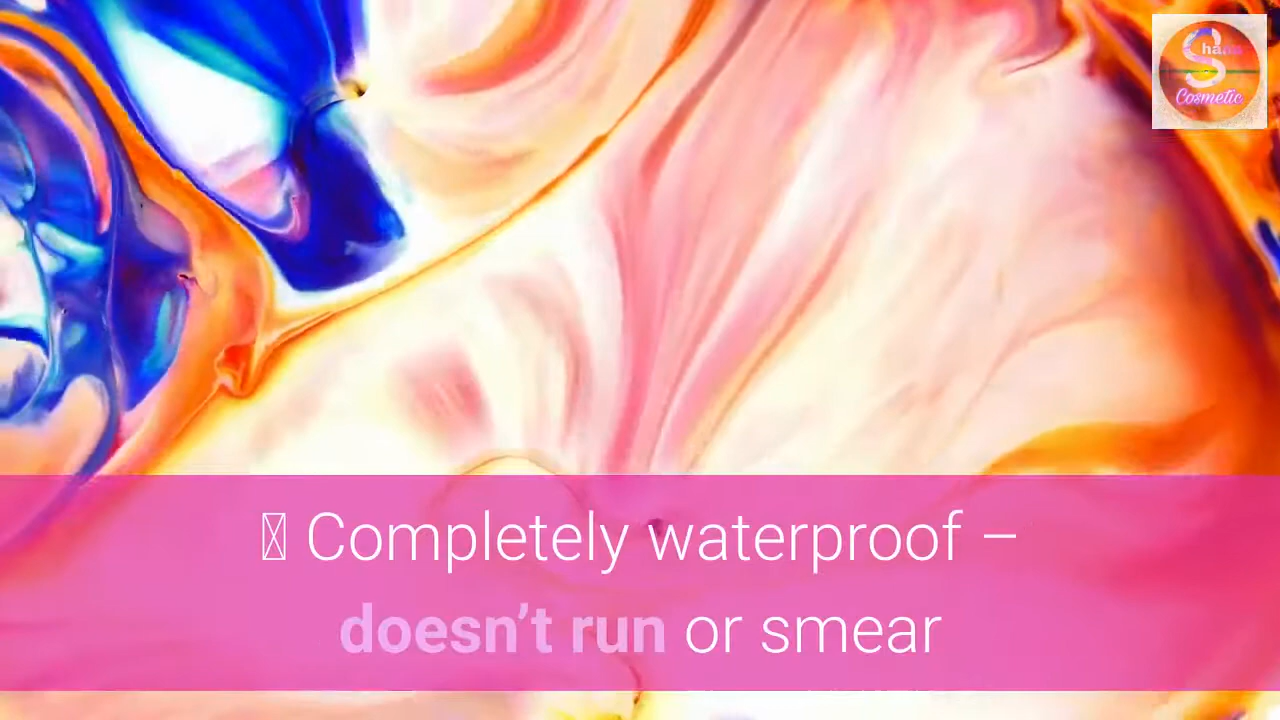 Cosmetic
Completely waterproof –
doesn’t run or smear